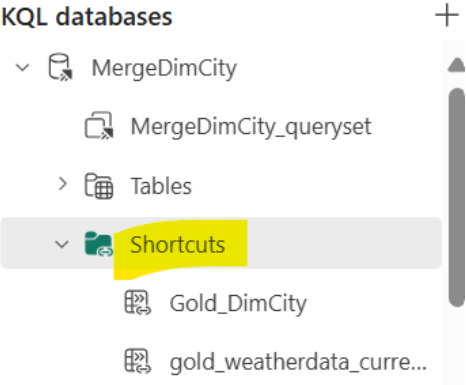 KQL databases
MergeDimCity
MergeDimCity_queryset
Tables
Shortcuts
Gold_DimCity
gold_weatherdata_curre...